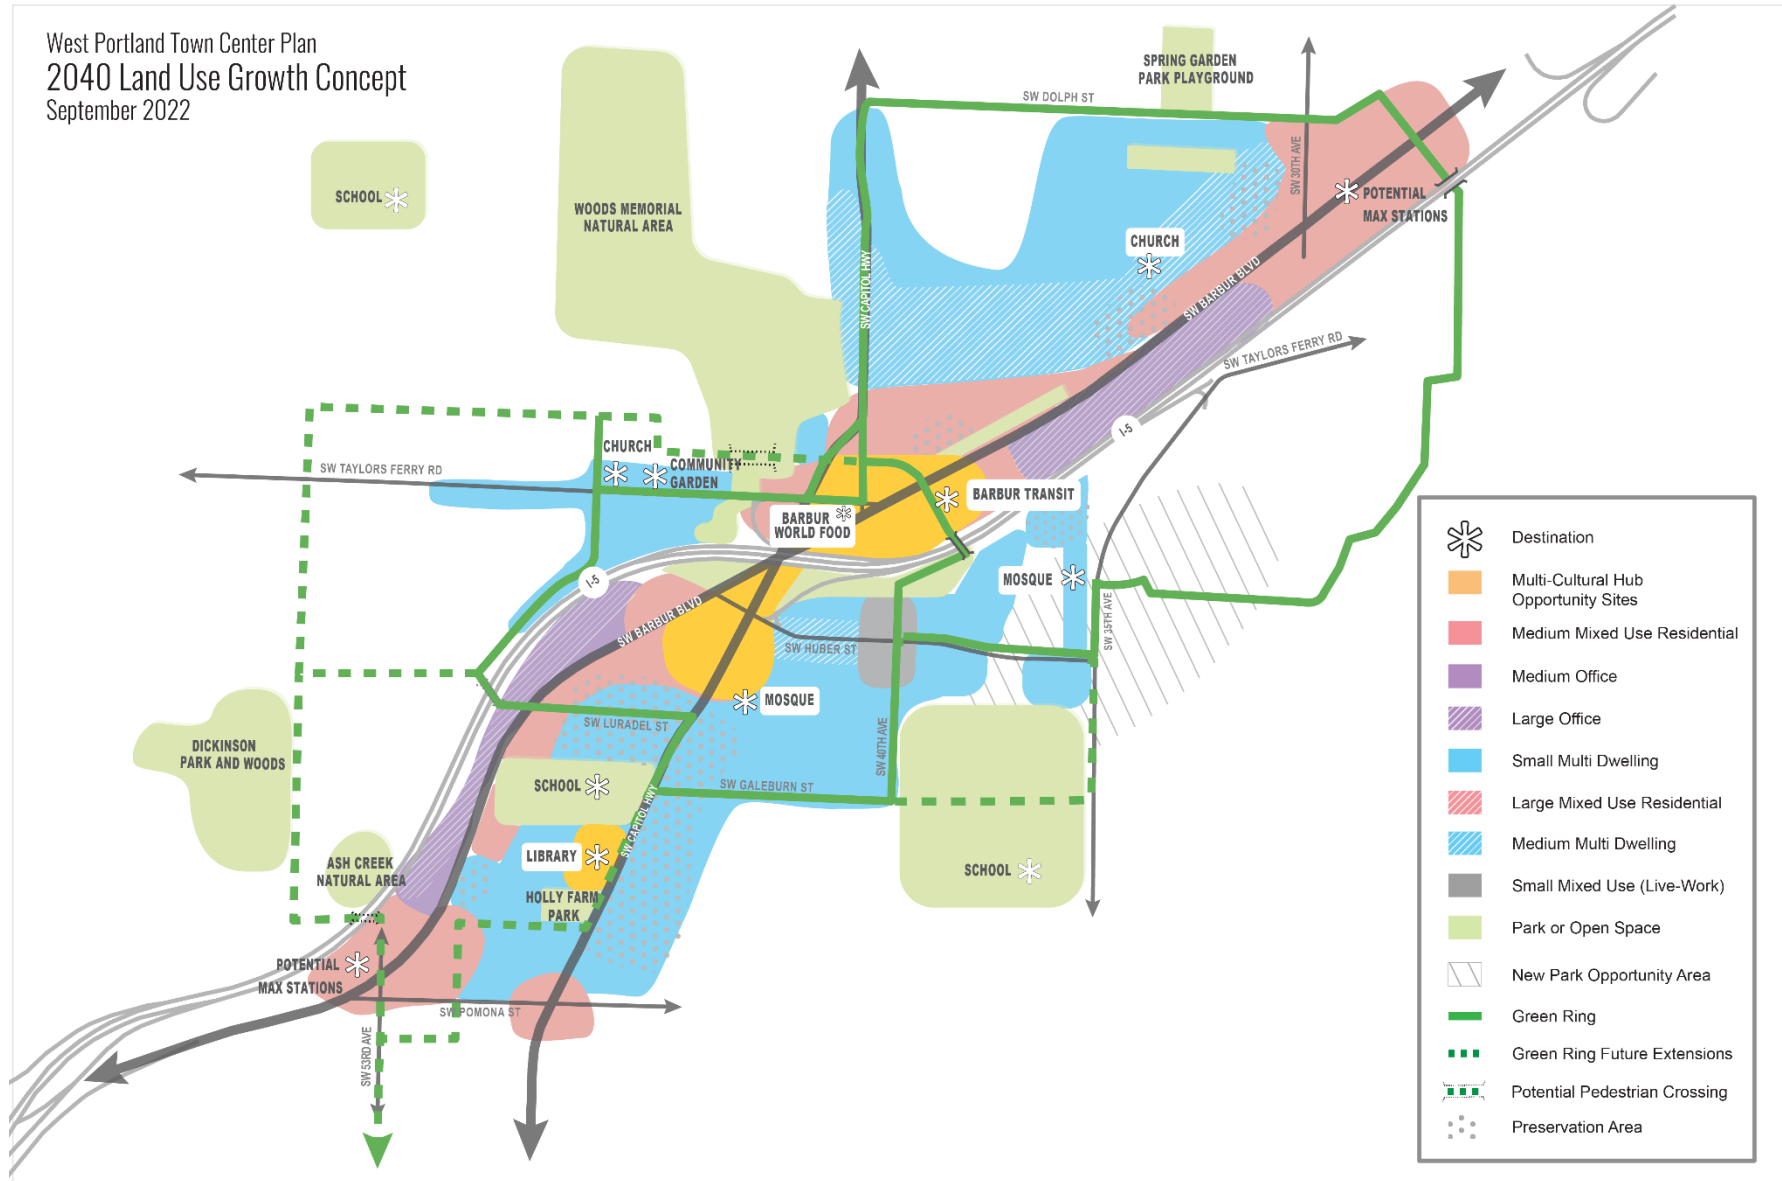 West Portland Town Center Plan
2040 Land Use Growth Concept
September 2022
SPRING GARDEN
PARK PLAYGROUND
SW DOLPH ST
SW 30TH AVE
SCHOOL
WOODS MEMORIAL
NATURAL AREA
POTENTIAL
MAX STATIONS
CHURCH
SW CAPITOL HWY
SW BARBUR BLVD
SW TAYLORS FERRY RD
I-5
CHURCH
COMMUNITY
GARDEN
SW TAYLORS FERRY RD
BARBUR TRANSIT
BARBUR
WORLD FOOD
MOSQUE
I-5
SW BARBUR BLVD
SW 35TH AVE
SW HUBER ST
MOSQUE
SW LURADEL ST
SW 40TH AVE
DICKINSON
PARK AND WOODS
SCHOOL
SW GALEBURN ST
SW CAPITOL HWY
LIBRARY
ASH CREEK
NATURAL AREA
SCHOOL
HOLLY FARM
PARK
POTENTIAL
MAX STATIONS
SW POMONA ST
SW 53RD AVE
Destination
Multi-Cultural Hub
Opportunity Sites
Medium Mixed Use Residential
Medium Office
Large Office
Small Multi Dwelling
Large Mixed Use Residential
Medium Multi Dwelling
Small Mixed Use (Live-Work)
Park or Open Space
New Park Opportunity Area
Green Ring
Green Ring Future Extensions
Potential Pedestrian Crossing
Preservation Area